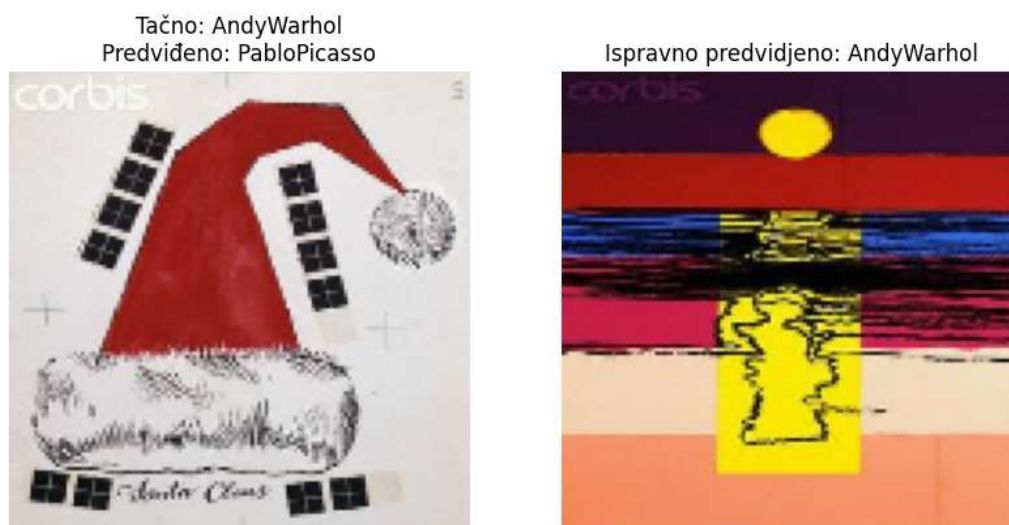 Tačno: AndyWarhol
Predviđeno: PabloPicasso
corbis
Santa Claus
Ispravno predvidjeno: AndyWarhol
corbis